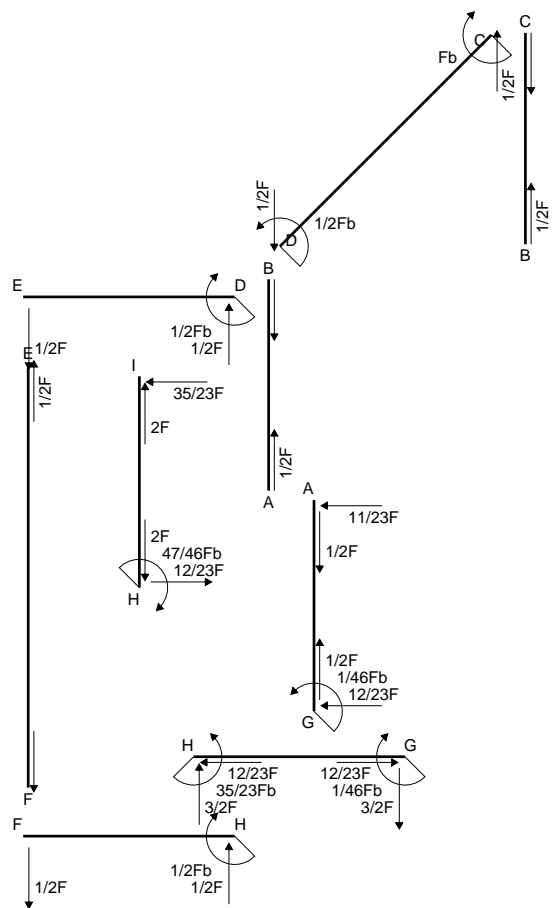 C
C
Fb
1/2F
1/2F
1/2Fb
D
1/2F
B
B
E
D
1/2Fb
1/2F
1/2F
E
1/2F
I
35/23F
2F
1/2F
A
A
11/23F
2F
1/2F
47/46Fb
12/23F
H
1/2F
1/46Fb
12/23F
G
H
G
12/23F
12/23F
35/23Fb
1/46Fb
3/2F
3/2F
F
F
H
1/2Fb
1/2F
1/2F